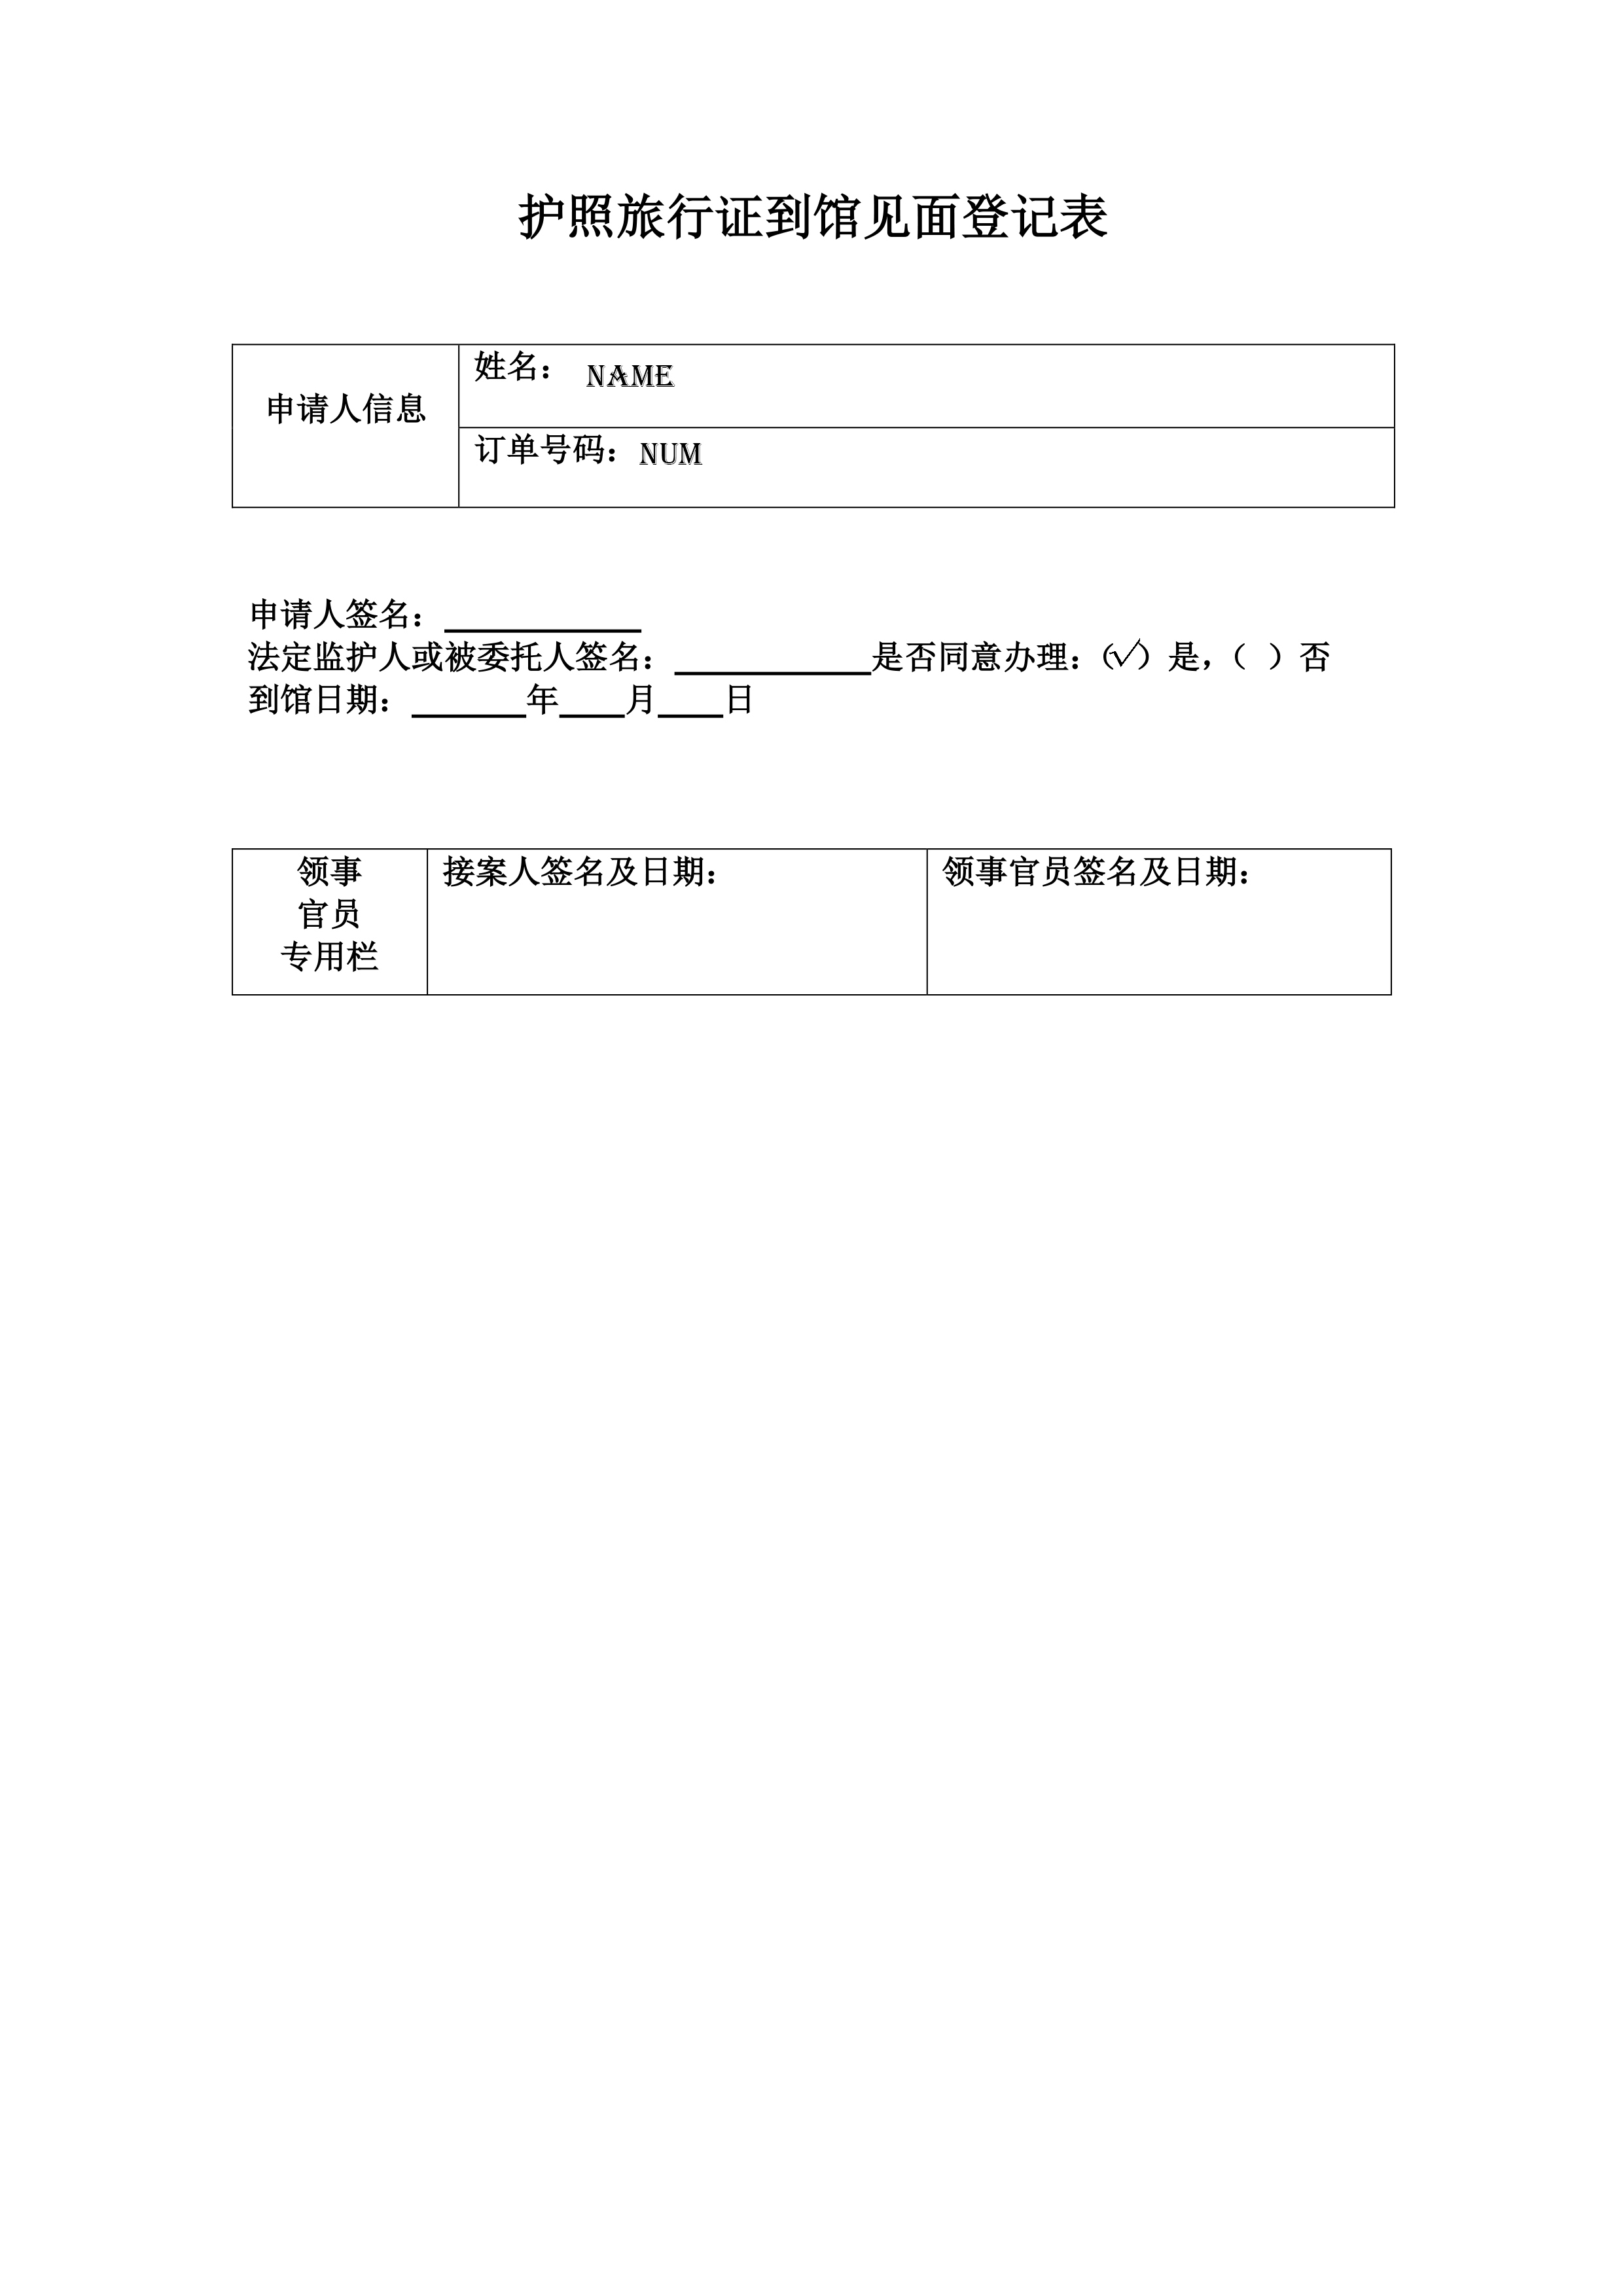 护照旅行证到馆见面登记表
申请人信息
姓名： NAME
订单号码：NUM
申请人签名：____________
法定监护人或被委托人签名：____________是否同意办理：（√）是，（ ）否
到馆日期：_______年____月____日
领事
官员
专用栏
接案人签名及日期：
领事官员签名及日期：